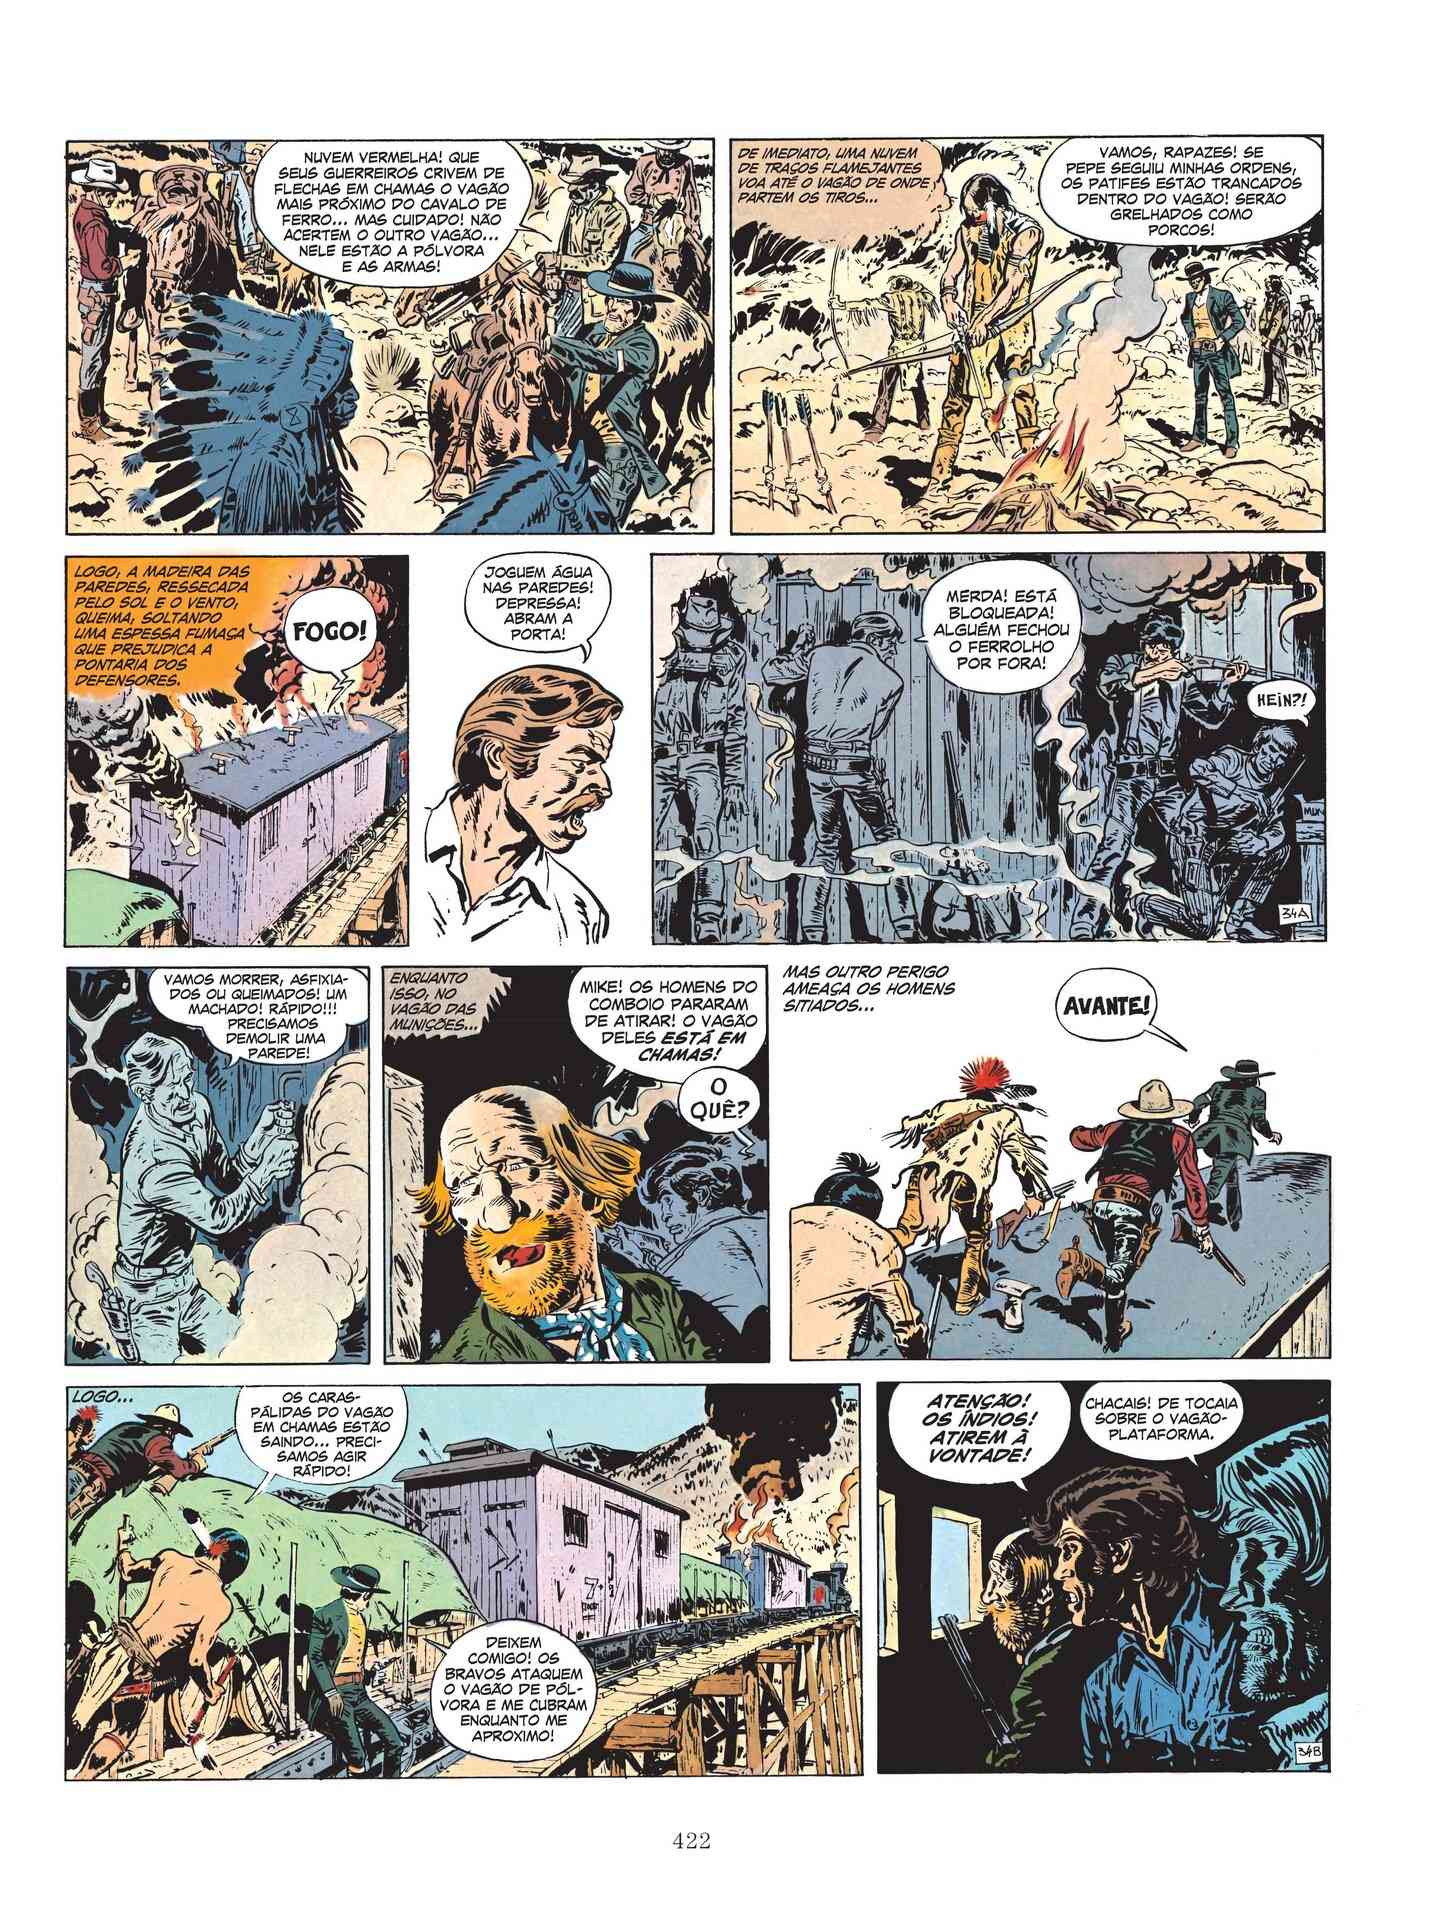 NUVEM VERMELHA! QUE
SEUS GUERREIROS CRIVEM DE
FLECHAS EM CHAMAS O VAGÃO
MAIS PRÓXIMO DO CAVALO DE
FERRO... MAS CUIDADO! NÃO
ACERTEM O OUTRO VAGÃO...
NELE ESTÃO A PÓLVORA
E AS ARMAS!
DE IMEDIATO, UMA NUVEM
DE TRAÇOS FLAMEJANTES
VOA ATÉ O VAGÃO DE ONDE
PARTEM OS TIROS...
VAMOS, RAPAZES! SE
PEPE SEGUIU MINHAS ORDENS,
OS PATIFES ESTÃO TRANCADOS
DENTRO DO VAGÃO! SERÃO
GRELHADOS COMO
PORCOS!
LOGO, A MADEIRA DAS
PAREDES, RESSECADA
PELO SOL E O VENTO,
QUEIMA, SOLTANDO
UMA ESPESSA FUMAÇA
QUE PREJUDICA A
PONTARIA DOS
DEFENSORES.
FOGO!
JOGUEM ÁGUA
NAS PAREDES!
DEPRESSA!
ABRAM A
PORTA!
MERDA! ESTÁ
BLOQUEADA!
ALGUÉM FECHOU
O FERROLHO
POR FORA!
HEIN?!
MUN
34A
VAMOS MORRER, ASFIXIA-
DOS OU QUEIMADOS! UM
MACHADO! RÁPIDO!!!
PRECISAMOS
DEMOLIR UMA
PAREDE!
ENQUANTO
ISSO, NO
VAGÃO DAS
MUNIÇÕES...
MIKE! OS HOMENS DO
COMBOIO PARARAM
DE ATIRAR! O VAGÃO
DELES ESTÁ EM
CHAMAS!
O
QUÊ?
MAS OUTRO PERIGO
AMEAÇA OS HOMENS
SITIADOS...
AVANTE!
LOGO...
OS CARAS-
PÁLIDAS DO VAGÃO
EM CHAMAS ESTÃO
SAINDO... PRECI-
SAMOS AGIR
RÁPIDO!
DEIXEM
COMIGO! OS
BRAVOS ATAQUEM
O VAGÃO DE PÓL-
VORA E ME CUBRAM
ENQUANTO ME
APROXIMO!
ATENÇÃO!
OS ÍNDIOS!
ATIREM À
VONTADE!
CHACAIS! DE TOCAIA
SOBRE O VAGÃO-
PLATAFORMA.
34B
422